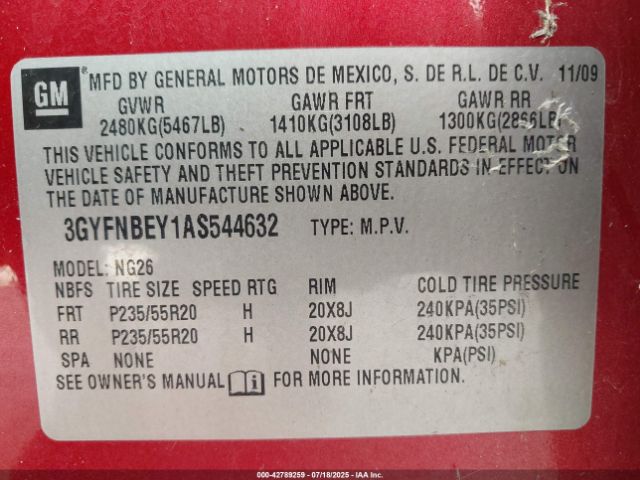 GM
MFD BY GENERAL MOTORS DE MEXICO, S. DE R.L. DE C.V. 11/09
GVWR GAWR FRT GAWR RR
2480KG(5467LB) 1410KG(3108LB) 1300KG(2866LB)
THIS VEHICLE CONFORMS TO ALL APPLICABLE U.S. FEDERAL MOTOR
VEHICLE SAFETY AND THEFT PREVENTION STANDARDS IN EFFECT ON
THE DATE OF MANUFACTURE SHOWN ABOVE.
3GYFNBEY1AS544632 TYPE: M.P.V.
MODEL: NG26
NBFS TIRE SIZE SPEED RTG RIM COLD TIRE PRESSURE
FRT P235/55R20 H 20X8J 240KPA(35PSI)
RR P235/55R20 H 20X8J 240KPA(35PSI)
SPA NONE NONE KPA(PSI)
SEE OWNER'S MANUAL FOR MORE INFORMATION.
000-42789259 - 07/18/2025 - IAA Inc.